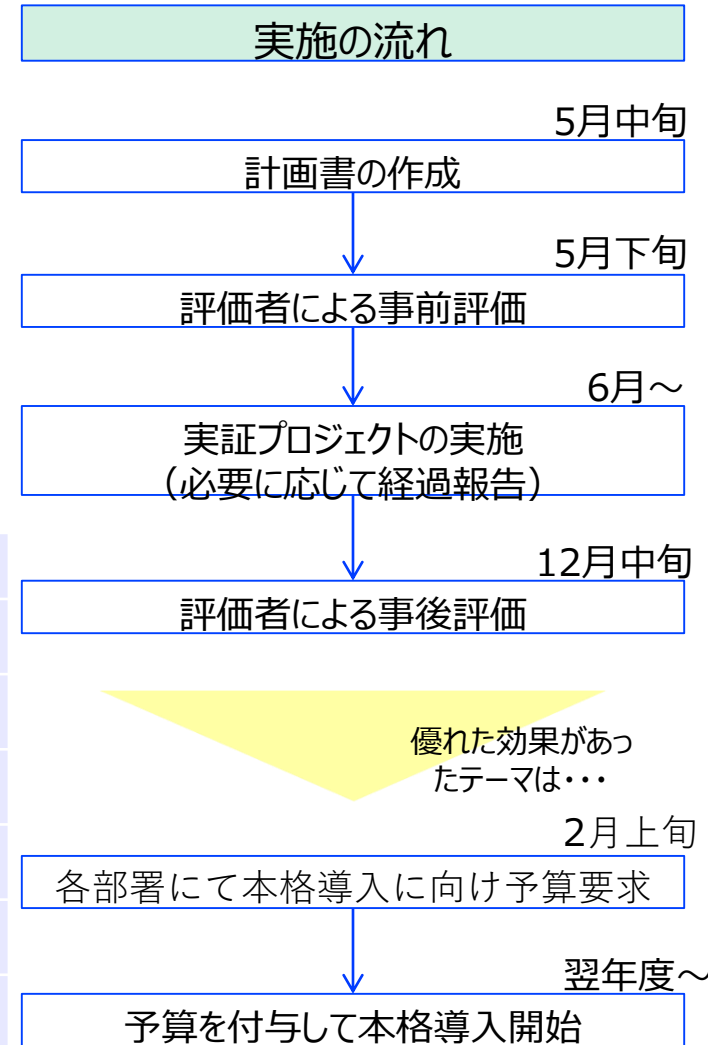 実施の流れ
5月中旬
計画書の作成
5月下旬
評価者による事前評価
6月～
実証プロジェクトの実施
（必要に応じて経過報告）
12月中旬
評価者による事後評価
優れた効果があっ
たテーマは・・・
2月上旬
各部署にて本格導入に向け予算要求
翌年度～
予算を付与して本格導入開始